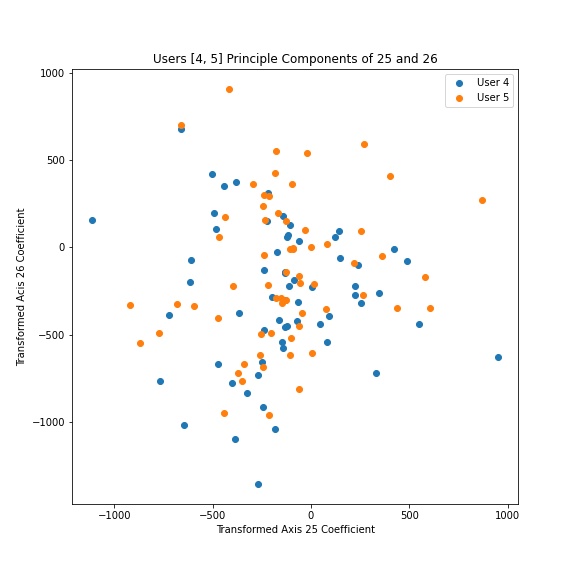 Users [4, 5] Principle Components of 25 and 26
User 4
User 5
1000
500
0
−500
−1000
Transformed Acis 26 Coefficient
−1000
−500
0
500
1000
Transformed Axis 25 Coefficient